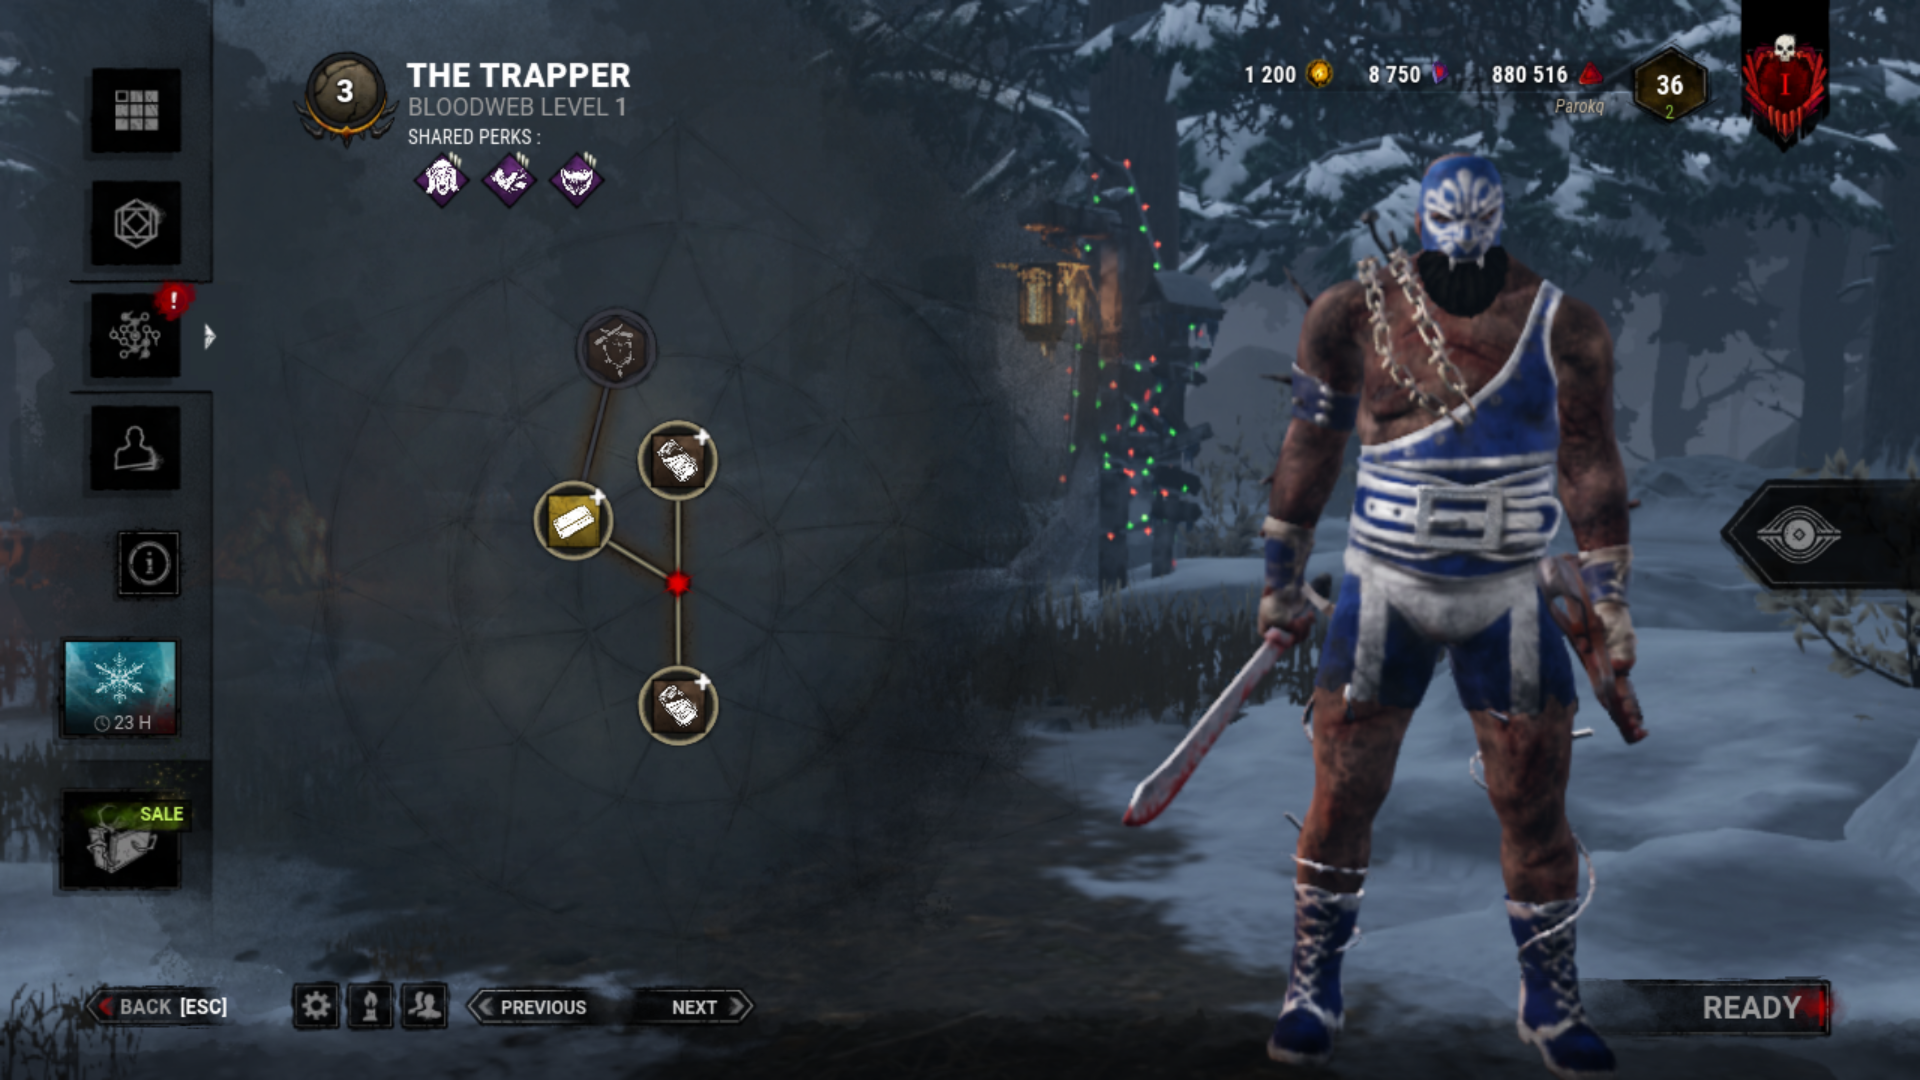 3
THE TRAPPER
BLOODWEB LEVEL 1
SHARED PERKS :
1 200
8 750
880 516
Parokq
36
2
I
!
23 H
SALE
BACK [ESC]
PREVIOUS
NEXT
READY